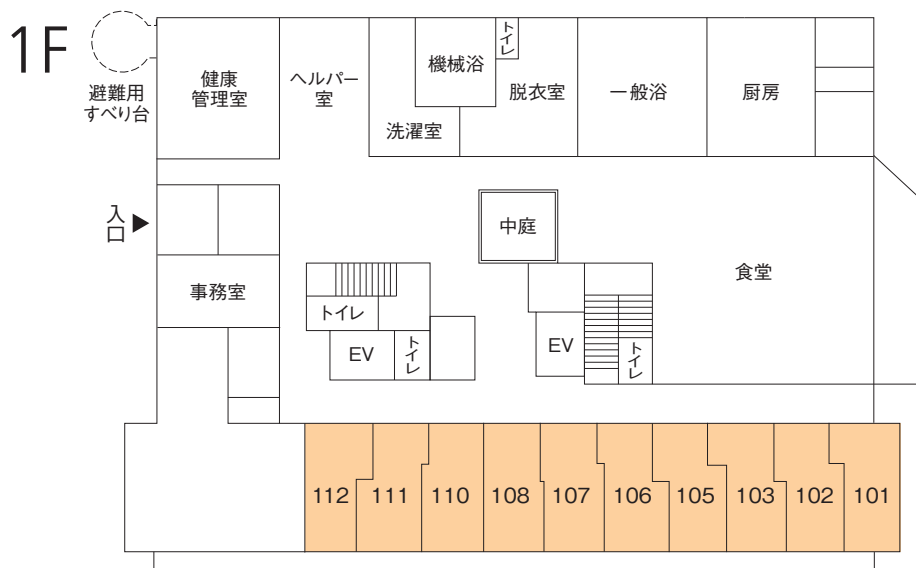 1F
避難用
すべり台
健康
管理室
ヘルパー
室
機械浴
トイレ
洗濯室
脱衣室
一般浴
厨房
入口
中庭
食堂
事務室
トイレ
EV
トイレ
EV
トイレ
112
111
110
108
107
106
105
103
102
101